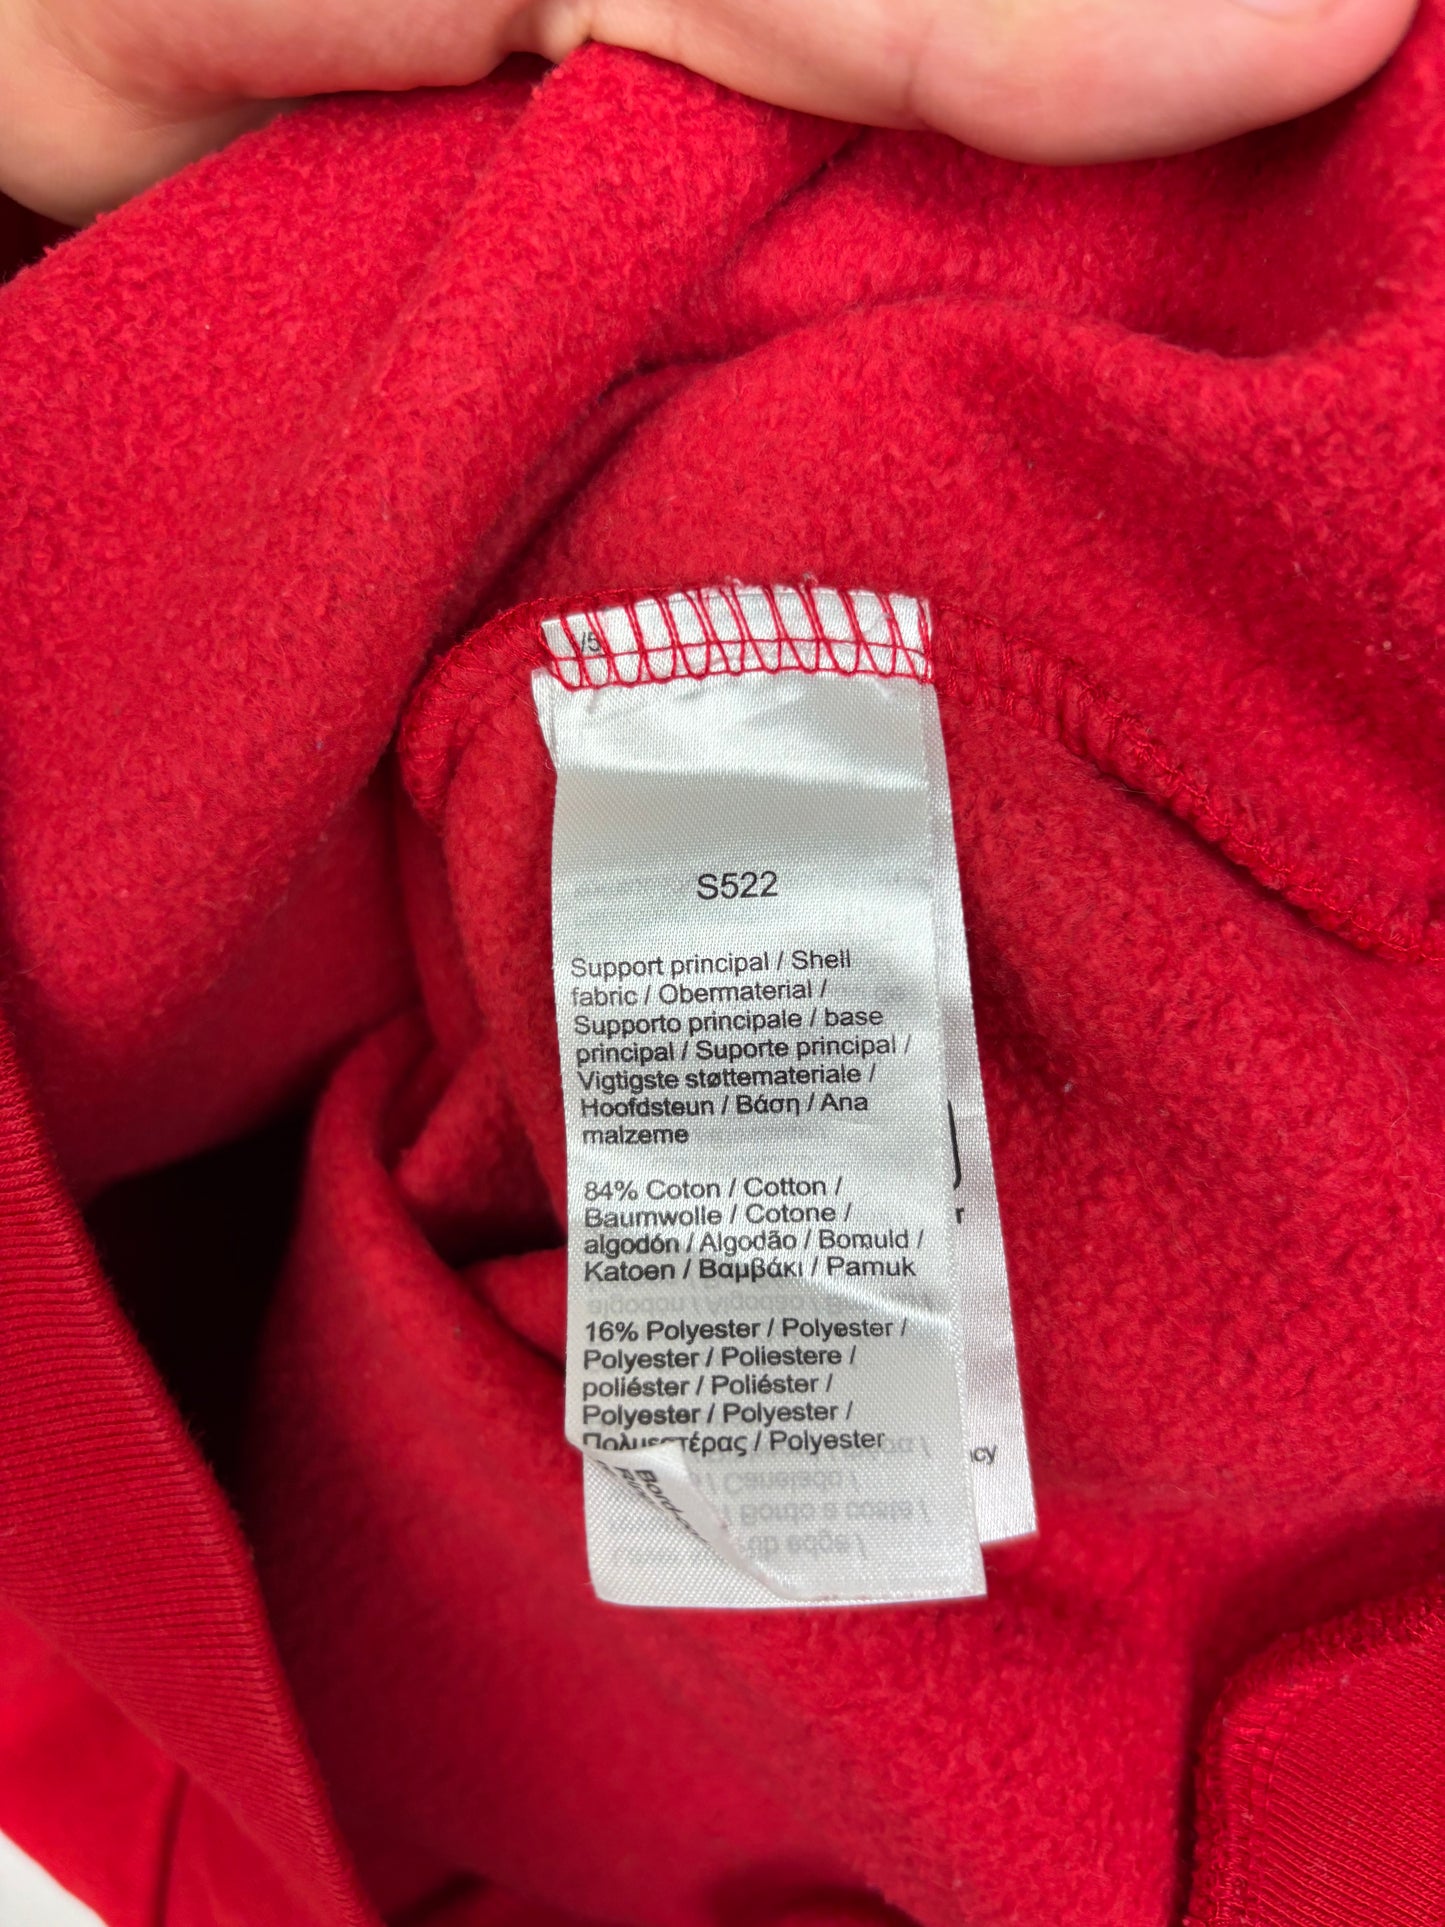 /5
S522
Support principal / Shell
fabric / Obermaterial /
Supporto principale / base
principal / Suporte principal /
Vigtigste støttemateriale /
Hoofdsteun / Βάση / Ana
malzeme
84% Coton / Cotton /
Baumwolle / Cotone /
algodón / Algodão / Bomuld /
Katoen / Βαμβάκι / Pamuk
16% Polyester / Polyester /
Polyester / Poliestere /
poliéster / Poliéster /
Polyester / Polyester /
Πολυεστέρας / Polyester